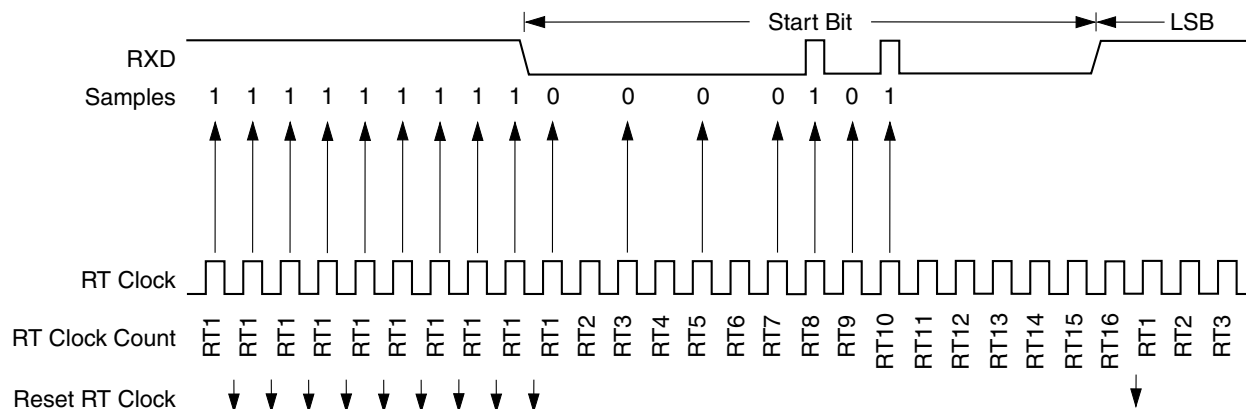 Start Bit LSB
RXD
Samples 1 1 1 1 1 1 1 1 1 0 0 0 0 1 0 1
RT Clock
RT Clock Count RT1 RT1 RT1 RT1 RT1 RT1 RT1 RT1 RT1 RT1 RT2 RT3 RT4 RT5 RT6 RT7 RT8 RT9 RT10 RT11 RT12 RT13 RT14 RT15 RT16 RT1 RT2 RT3
Reset RT Clock